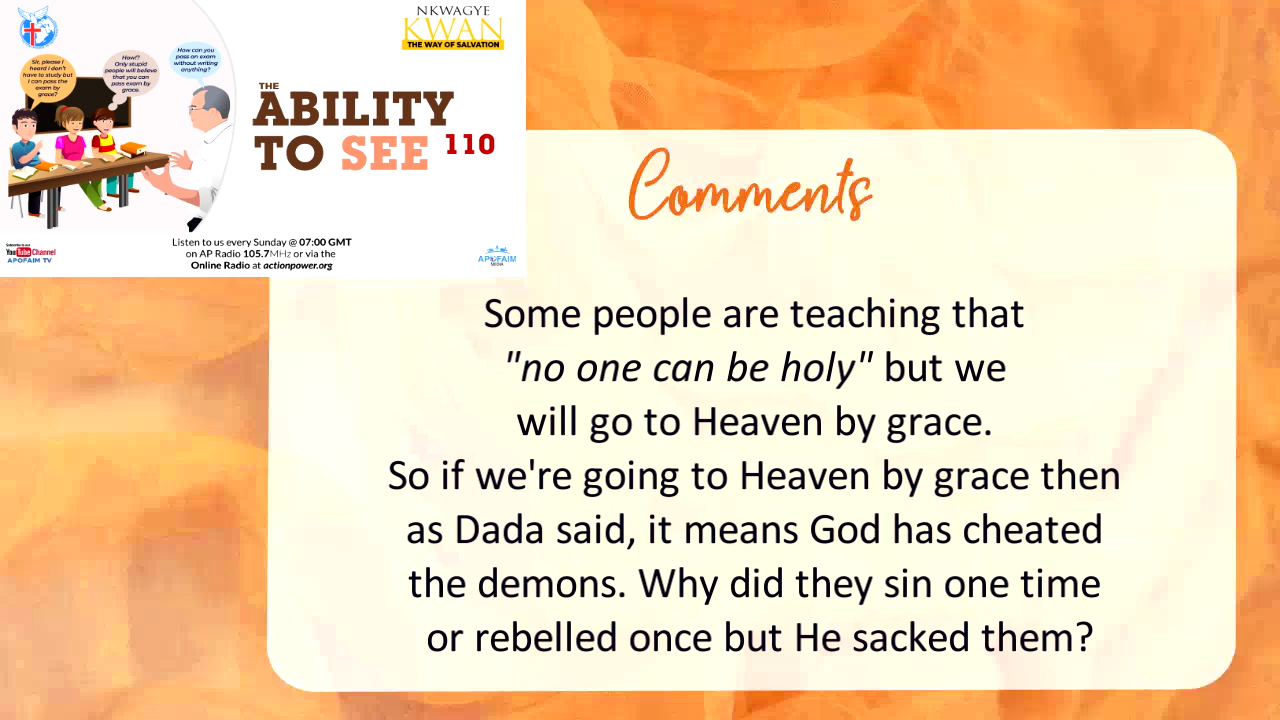 NKWAGYE
KWAN
THE WAY OF SALVATION
Sir, please I
heard I don't
have to study but
I can pass the
exam by
grace?
How!?
Only stupid
people will believe
that you can
pass exam by
grace.
How can you
pass an exam
without writing
anything?
THE
ABILITY
TO SEE 110
Listen to us every Sunday @ 07:00 GMT
on AP Radio 105.7MHz or via the
Online Radio at actionpower.org
Subscribe to our
YouTube Channel
APOFAIM TV
APOFAIM
MEDIA
Comments
Some people are teaching that
"no one can be holy" but we
will go to Heaven by grace.
So if we're going to Heaven by grace then
as Dada said, it means God has cheated
the demons. Why did they sin one time
or rebelled once but He sacked them?